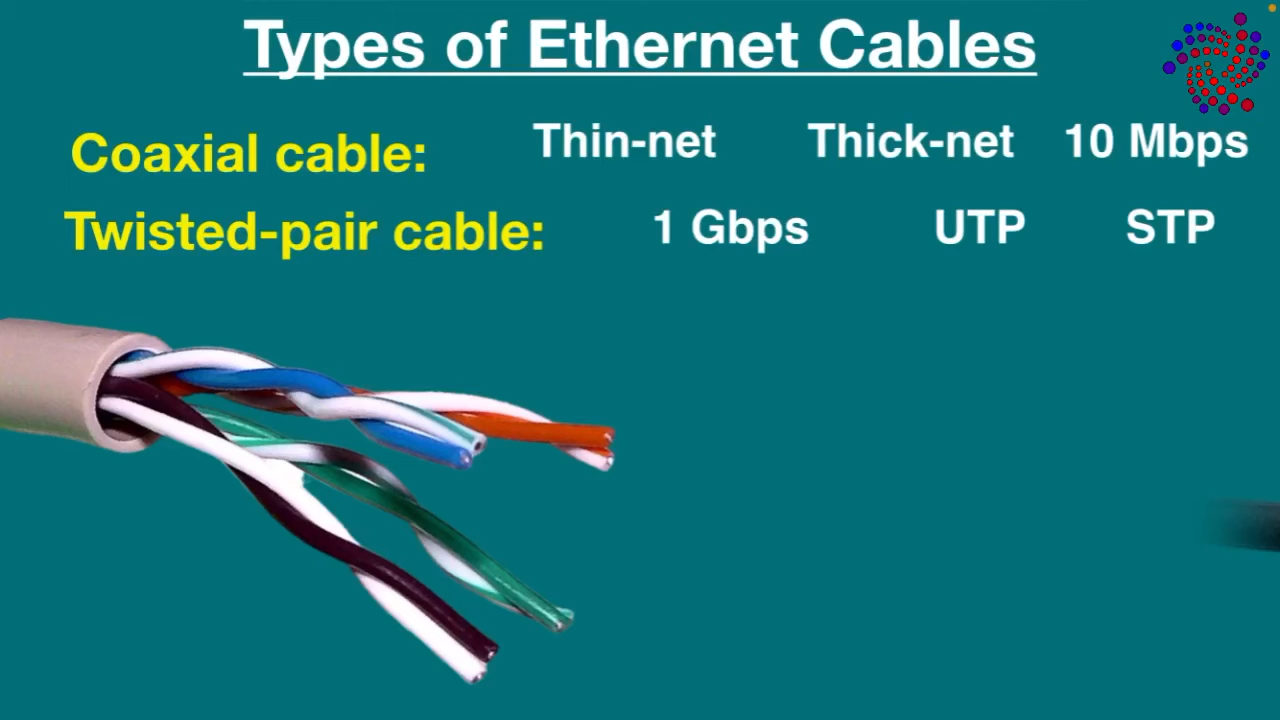 Types of Ethernet Cables
Coaxial cable: Thin-net Thick-net 10 Mbps
Twisted-pair cable: 1 Gbps UTP STP